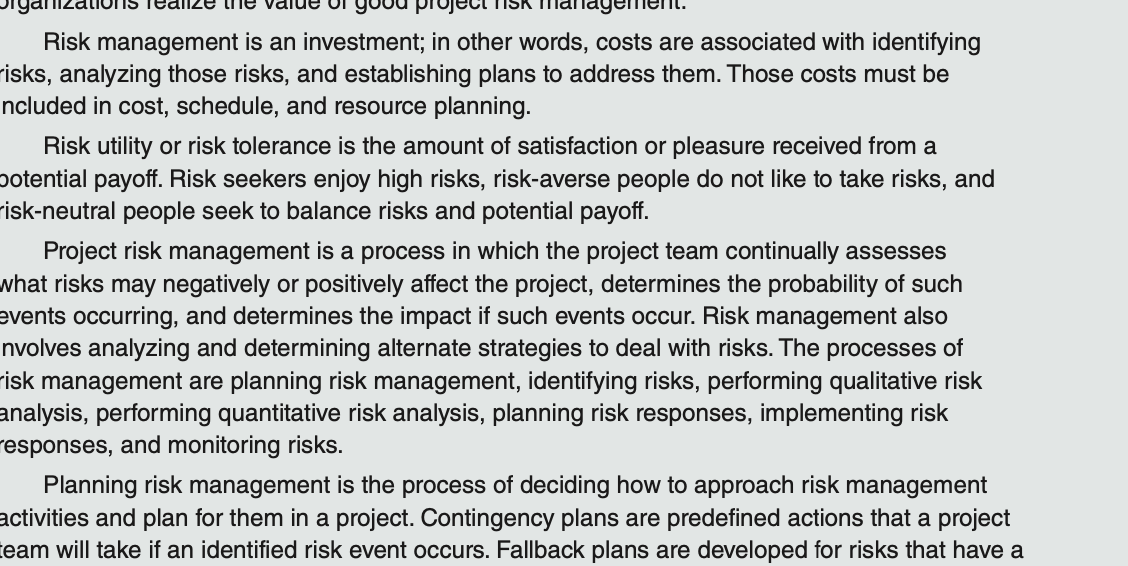 organizations realize the value of good project risk management.
Risk management is an investment; in other words, costs are associated with identifying
risks, analyzing those risks, and establishing plans to address them. Those costs must be
included in cost, schedule, and resource planning.
Risk utility or risk tolerance is the amount of satisfaction or pleasure received from a
potential payoff. Risk seekers enjoy high risks, risk-averse people do not like to take risks, and
risk-neutral people seek to balance risks and potential payoff.
Project risk management is a process in which the project team continually assesses
what risks may negatively or positively affect the project, determines the probability of such
events occurring, and determines the impact if such events occur. Risk management also
involves analyzing and determining alternate strategies to deal with risks. The processes of
risk management are planning risk management, identifying risks, performing qualitative risk
analysis, performing quantitative risk analysis, planning risk responses, implementing risk
responses, and monitoring risks.
Planning risk management is the process of deciding how to approach risk management
activities and plan for them in a project. Contingency plans are predefined actions that a project
team will take if an identified risk event occurs. Fallback plans are developed for risks that have a